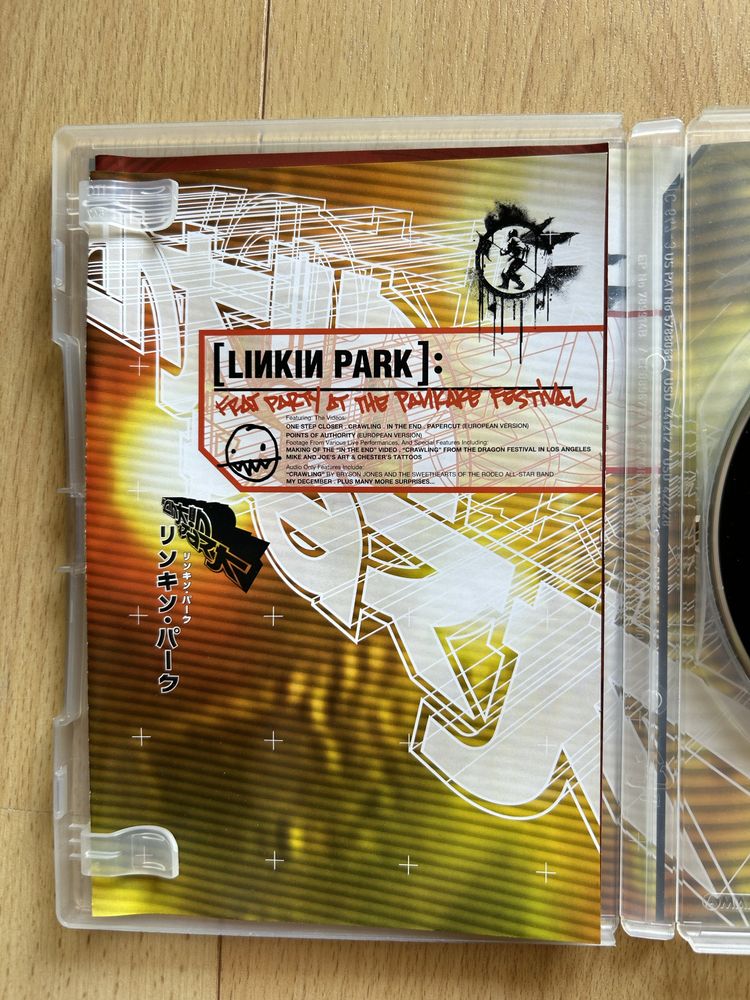 [LINKIN PARK]:
FRAT PARTY AT THE PANKAKE FESTIVAL
Featuring The Videos:
ONE STEP CLOSER . CRAWLING . IN THE END . PAPERCUT (EUROPEAN VERSION)
POINTS OF AUTHORITY (EUROPEAN VERSION)
Footage From Various Live Performances, And Special Features Including:
MAKING OF THE "IN THE END" VIDEO . "CRAWLING" FROM THE DRAGON FESTIVAL IN LOS ANGELES
MIKE AND JOE'S ART & CHESTER'S TATTOOS
Audio Only Features Include:
"CRAWLING" BY BRYSON JONES AND THE SWEETHEARTS OF THE RODEO ALL-STAR BAND
MY DECEMBER . PLUS MANY MORE SURPRISES...
リンキン・パーク
リンキン・パーク